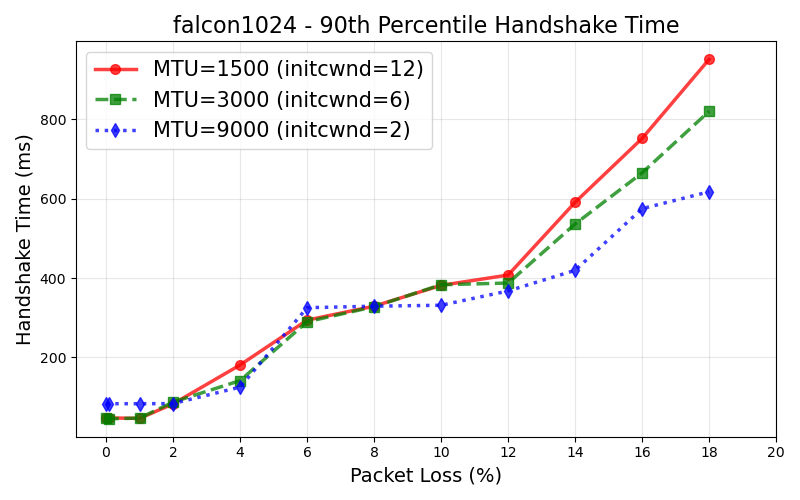 falcon1024 - 90th Percentile Handshake Time
MTU=1500 (initcwnd=12)
MTU=3000 (initcwnd=6)
MTU=9000 (initcwnd=2)
Handshake Time (ms)
800
600
400
200
0 2 4 6 8 10 12 14 16 18 20
Packet Loss (%)